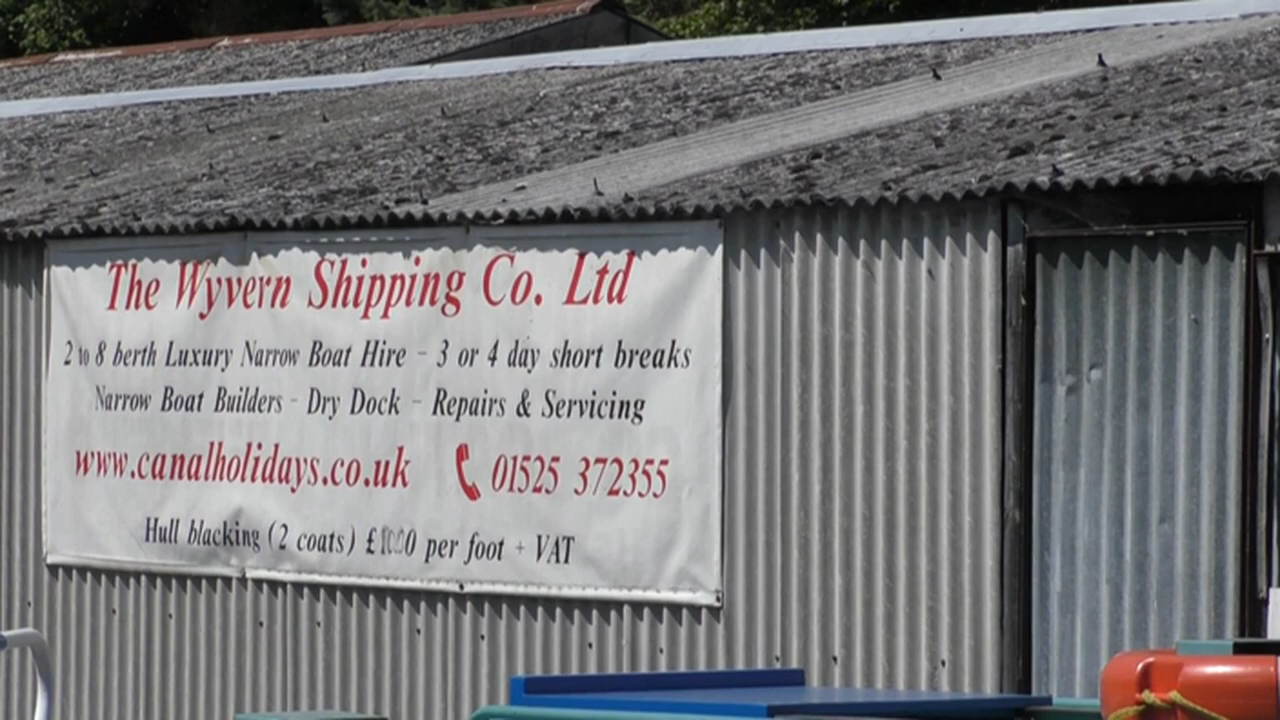 The Wyvern Shipping Co. Ltd
2 to 8 berth Luxury Narrow Boat Hire - 3 or 4 day short breaks
Narrow Boat Builders - Dry Dock - Repairs & Servicing
www.canalholidays.co.uk 01525 372355
Hull blacking (2 coats) per foot + VAT